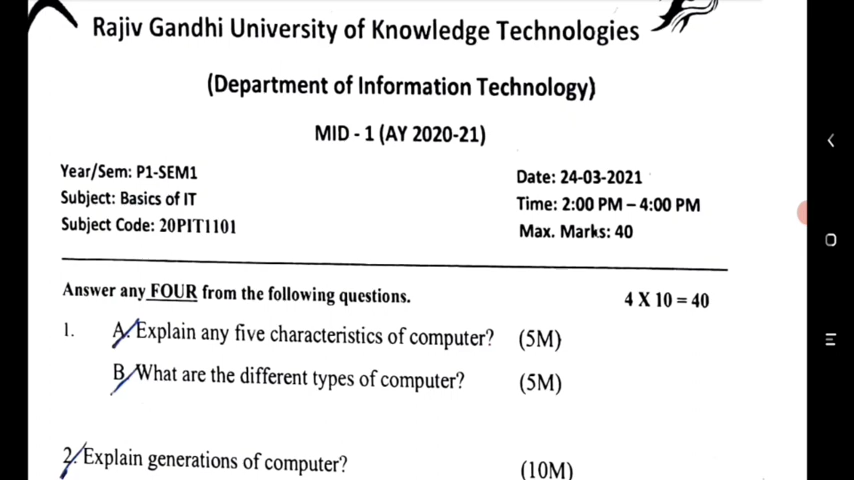 Rajiv Gandhi University of Knowledge Technologies
(Department of Information Technology)
MID - 1 (AY 2020-21)
Year/Sem: P1-SEM1
Date: 24-03-2021
Subject: Basics of IT
Time: 2:00 PM – 4:00 PM
Subject Code: 20PIT1101
Max. Marks: 40
Answer any FOUR from the following questions. 4 X 10 = 40
1. A. Explain any five characteristics of computer? (5M)
B. What are the different types of computer? (5M)
2. Explain generations of computer? (10M)